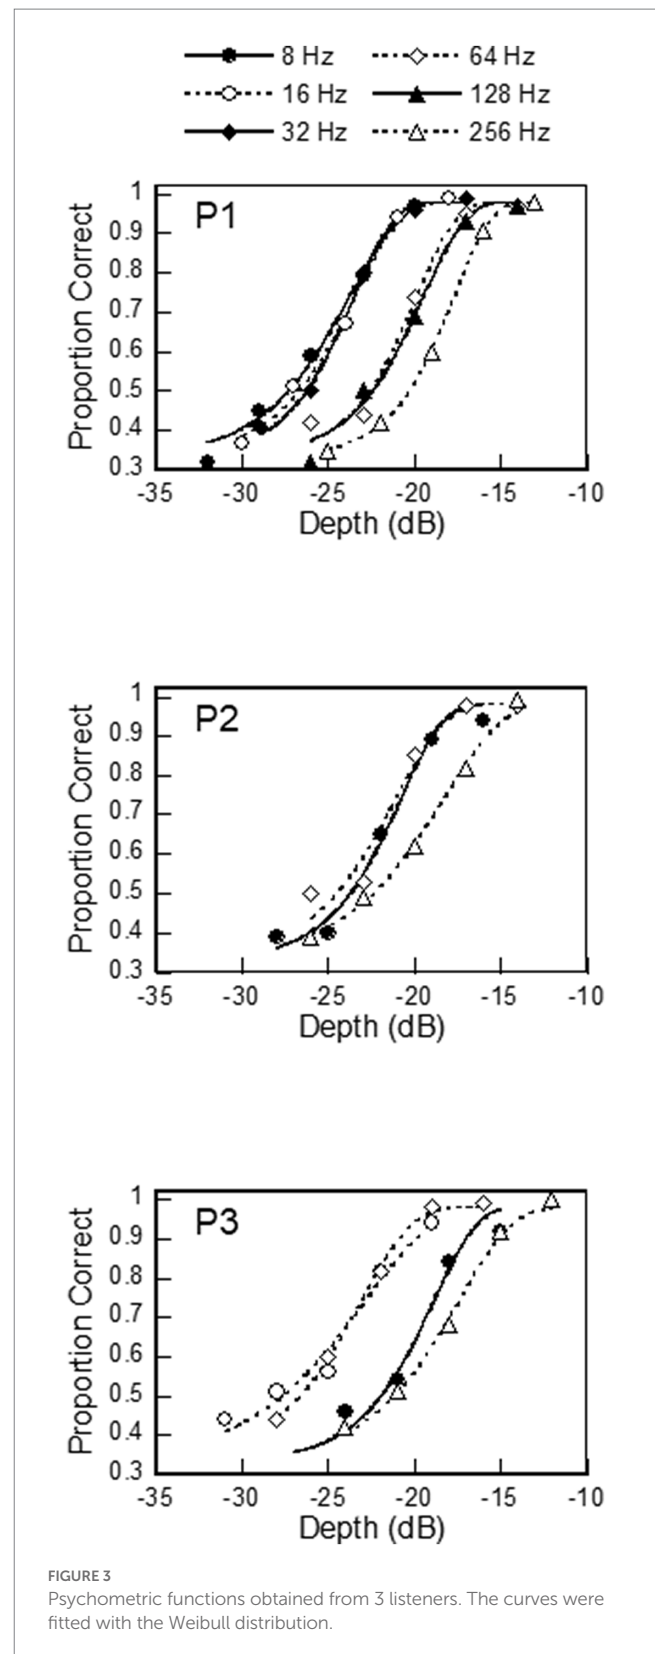 8 Hz 64 Hz
16 Hz 128 Hz
32 Hz 256 Hz
P1
Proportion Correct
1
0.9
0.8
0.7
0.6
0.5
0.4
0.3
-35 -30 -25 -20 -15 -10
Depth (dB)
P2
Proportion Correct
1
0.9
0.8
0.7
0.6
0.5
0.4
0.3
-35 -30 -25 -20 -15 -10
Depth (dB)
P3
Proportion Correct
1
0.9
0.8
0.7
0.6
0.5
0.4
0.3
-35 -30 -25 -20 -15 -10
Depth (dB)
FIGURE 3
Psychometric functions obtained from 3 listeners. The curves were
fitted with the Weibull distribution.